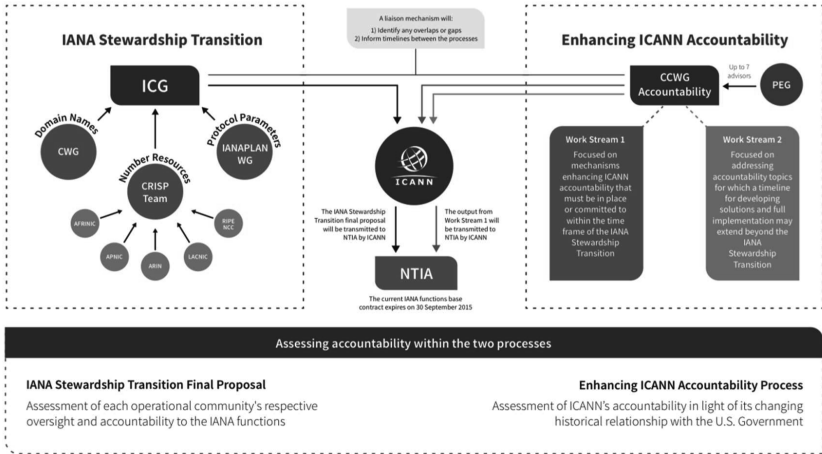 A liaison mechanism will:
1) Identify any overlaps or gaps
2) Inform timelines between the processes
IANA Stewardship Transition
ICG
Domain Names
CWG
Number Resources
CRISP
Team
Protocol Parameters
IANAPLAN
WG
AFRINIC
APNIC
ARIN
LACNIC
RIPE
NCC
ICANN
The IANA Stewardship
Transition final proposal
will be transmitted to
NTIA by ICANN
The output from
Work Stream 1 will
be transmitted to
NTIA by ICANN
NTIA
The current IANA functions base
contract expires on 30 September 2015
Enhancing ICANN Accountability
CCWG
Accountability
Up to 7
advisors
PEG
Work Stream 1
Focused on
mechanisms
enhancing ICANN
accountability that
must be in place
or committed to
within the time
frame of the IANA
Stewardship
Transition
Work Stream 2
Focused on
addressing
accountability topics
for which a timeline
for developing
solutions and full
implementation may
extend beyond the
IANA
Stewardship
Transition
Assessing accountability within the two processes
IANA Stewardship Transition Final Proposal
Assessment of each operational community's respective
oversight and accountability to the IANA functions
Enhancing ICANN Accountability Process
Assessment of ICANN's accountability in light of its changing
historical relationship with the U.S. Government